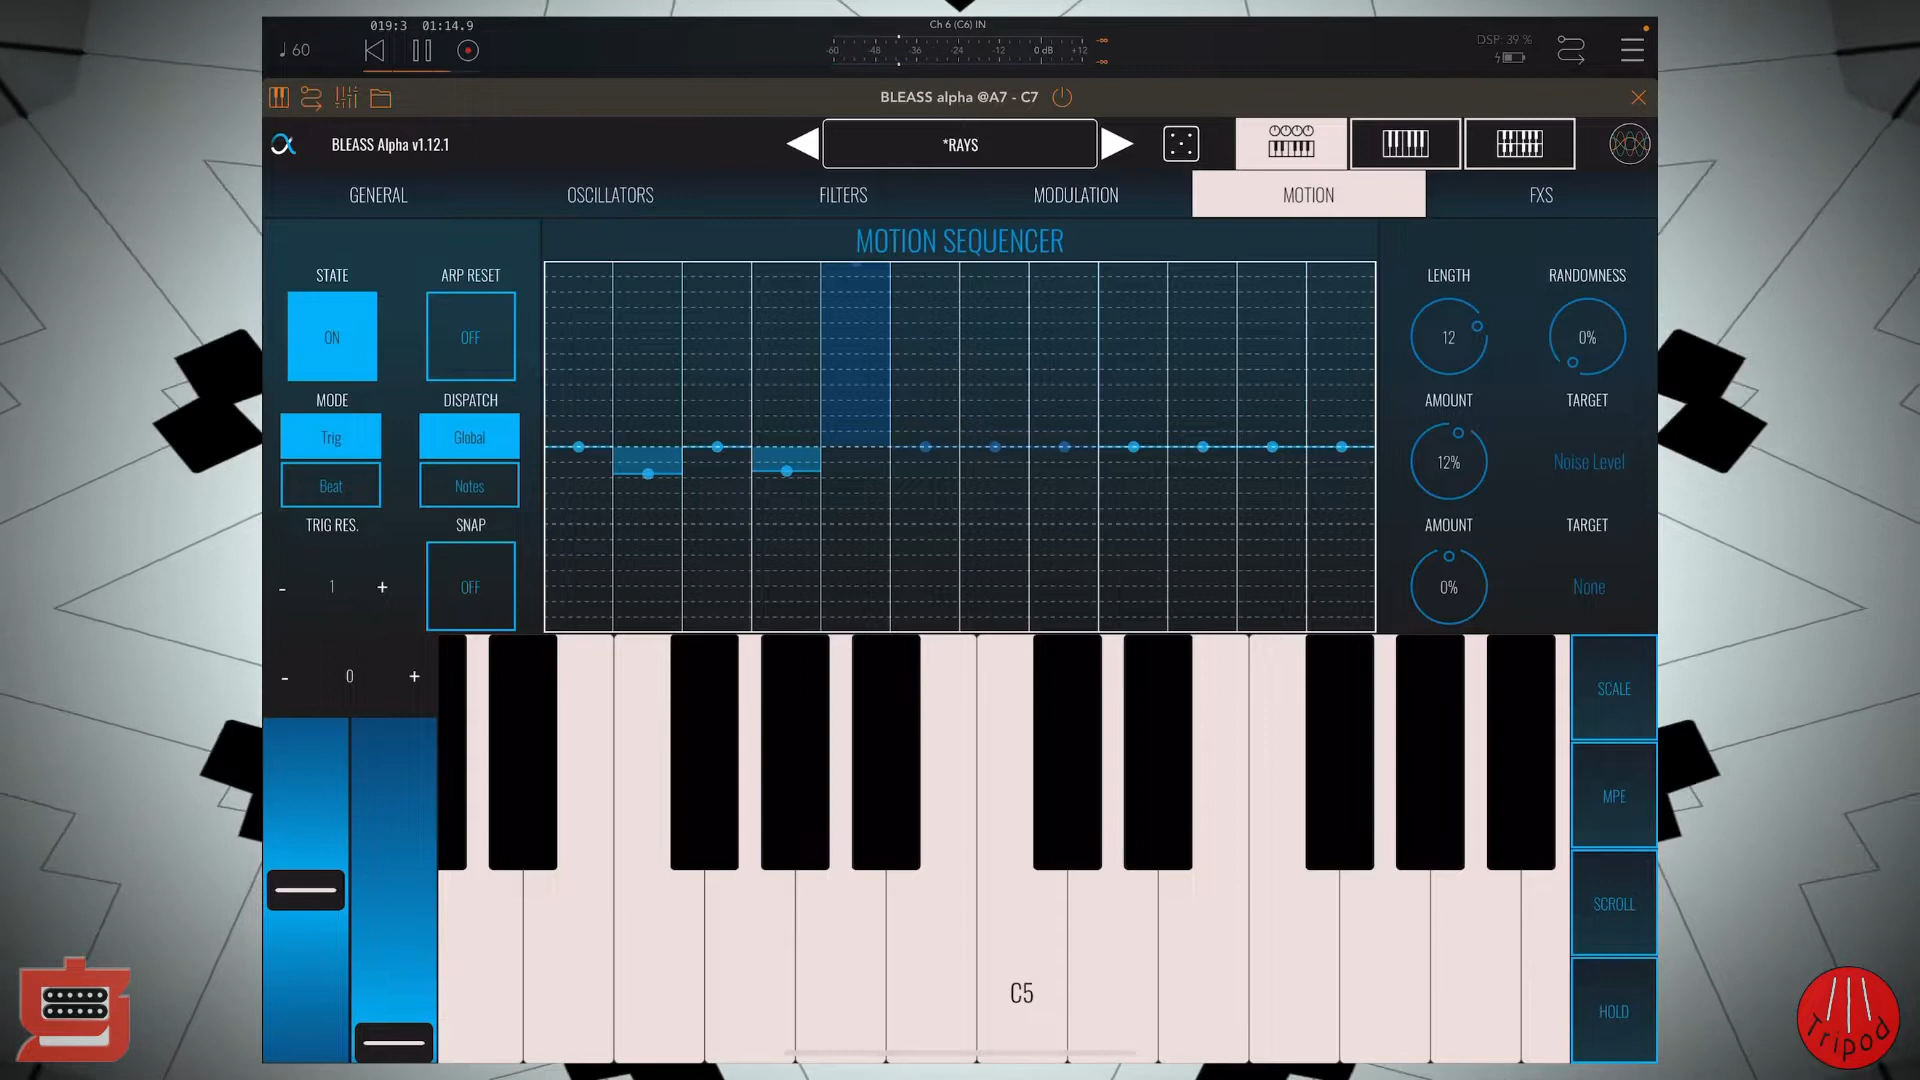 019:3 01:14.9
Ch 6 (C6) IN
♩ 60
-60 -48 -36 -24 -12 0 dB +12
-∞
-∞
DSP: 39 %
BLEASS alpha @A7 - C7
BLEASS Alpha v1.12.1
*RAYS
GENERAL OSCILLATORS FILTERS MODULATION MOTION FXS
MOTION SEQUENCER
STATE ARP RESET
ON OFF
MODE DISPATCH
Trig Global
Beat Notes
TRIG RES. SNAP
- 1 + OFF
LENGTH RANDOMNESS
12 0%
AMOUNT TARGET
12% Noise Level
AMOUNT TARGET
0% None
- 0 +
SCALE
MPE
SCROLL
HOLD
C5
Tripod